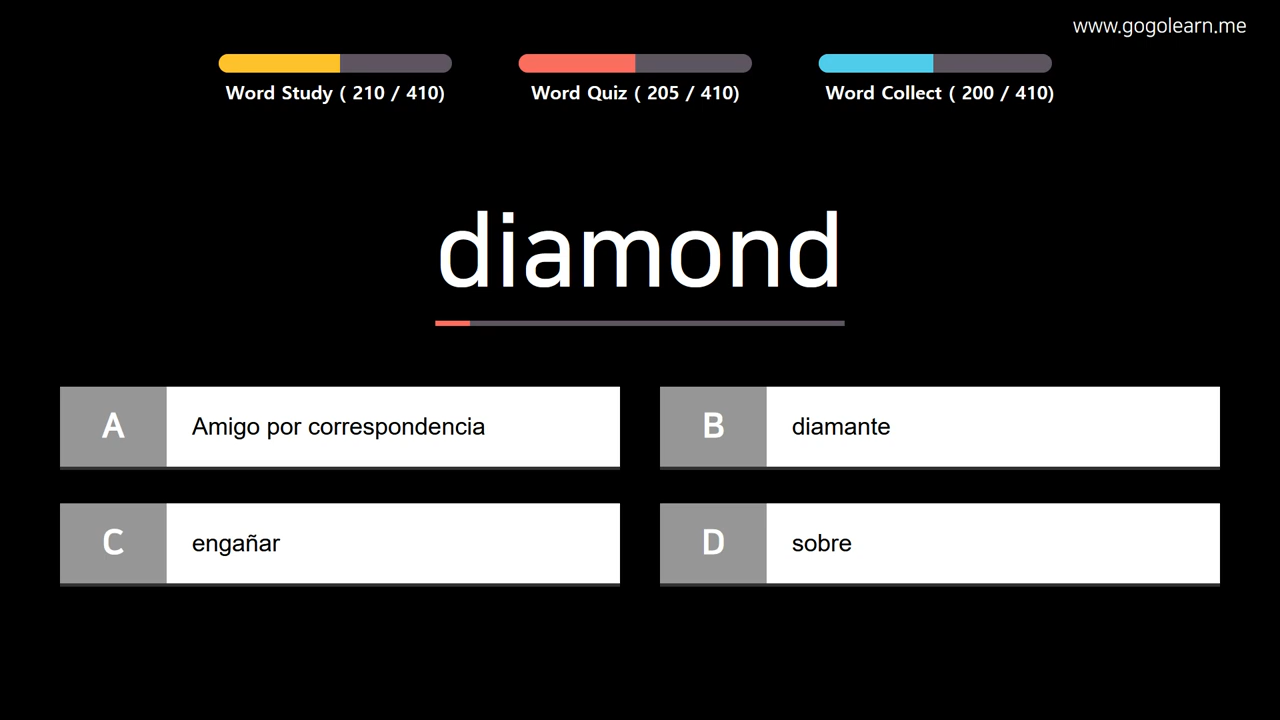 www.gogolearn.me
Word Study ( 210 / 410)
Word Quiz ( 205 / 410)
Word Collect ( 200 / 410)
diamond
A
Amigo por correspondencia
B
diamante
C
engañar
D
sobre